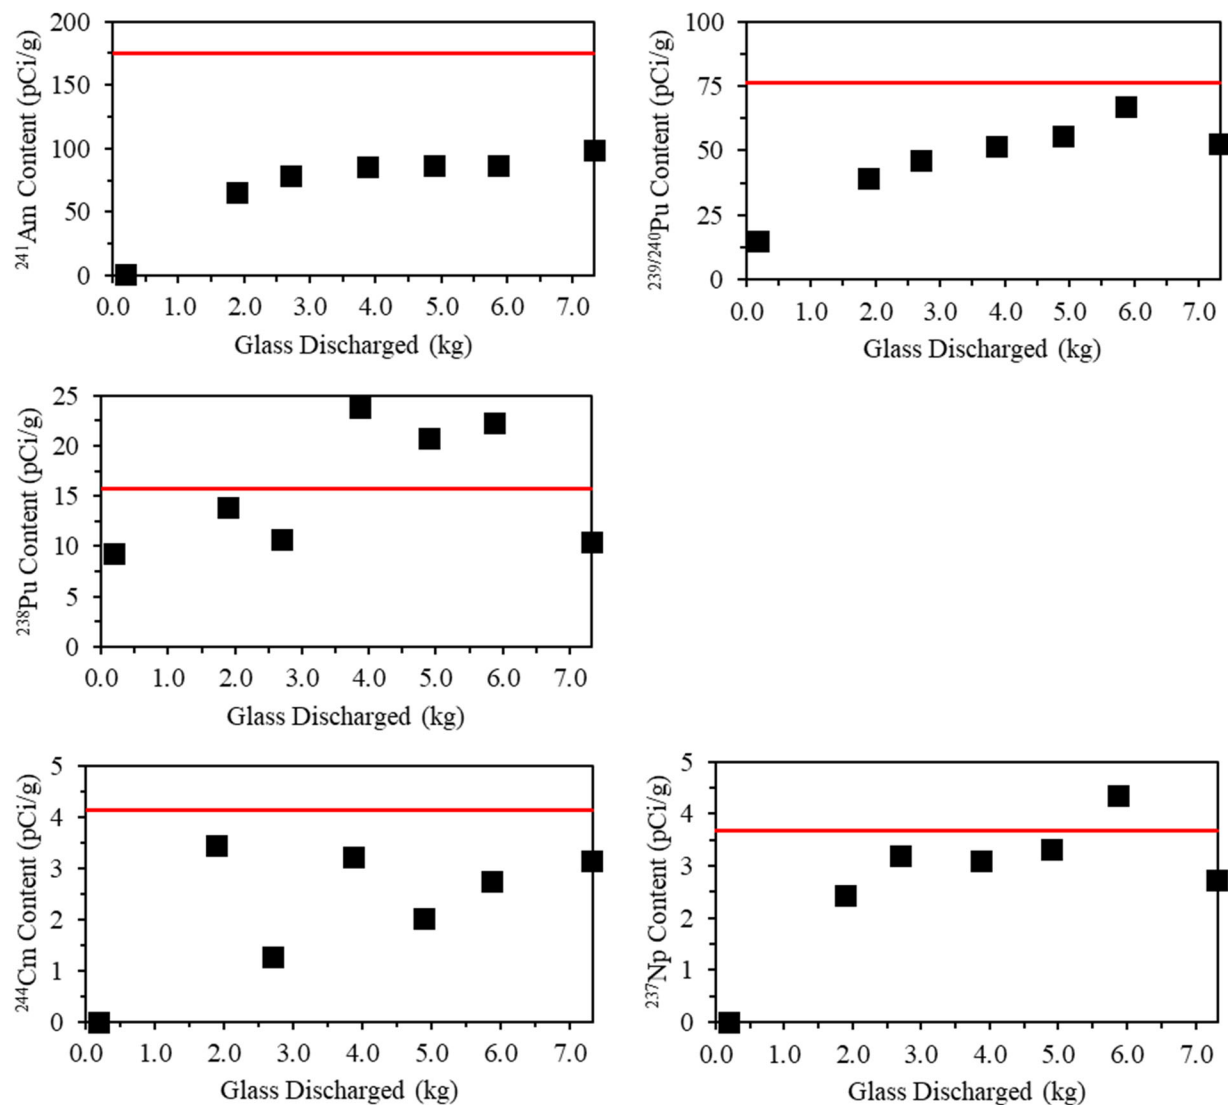 ²⁴¹Am Content (pCi/g)
200
150
100
50
0
0.0 1.0 2.0 3.0 4.0 5.0 6.0 7.0
Glass Discharged (kg)
²³⁹/²⁴⁰Pu Content (pCi/g)
100
75
50
25
0
0.0 1.0 2.0 3.0 4.0 5.0 6.0 7.0
Glass Discharged (kg)
²³⁸Pu Content (pCi/g)
25
20
15
10
5
0
0.0 1.0 2.0 3.0 4.0 5.0 6.0 7.0
Glass Discharged (kg)
²⁴⁴Cm Content (pCi/g)
5
4
3
2
1
0
0.0 1.0 2.0 3.0 4.0 5.0 6.0 7.0
Glass Discharged (kg)
²³⁷Np Content (pCi/g)
5
4
3
2
1
0
0.0 1.0 2.0 3.0 4.0 5.0 6.0 7.0
Glass Discharged (kg)